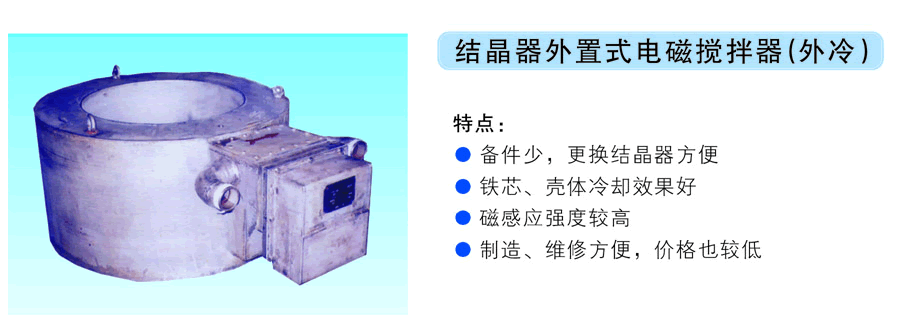 结晶器外置式电磁搅拌器(外冷)
特点：
● 备件少，更换结晶器方便
● 铁芯、壳体冷却效果好
● 磁感应强度较高
● 制造、维修方便，价格也较低